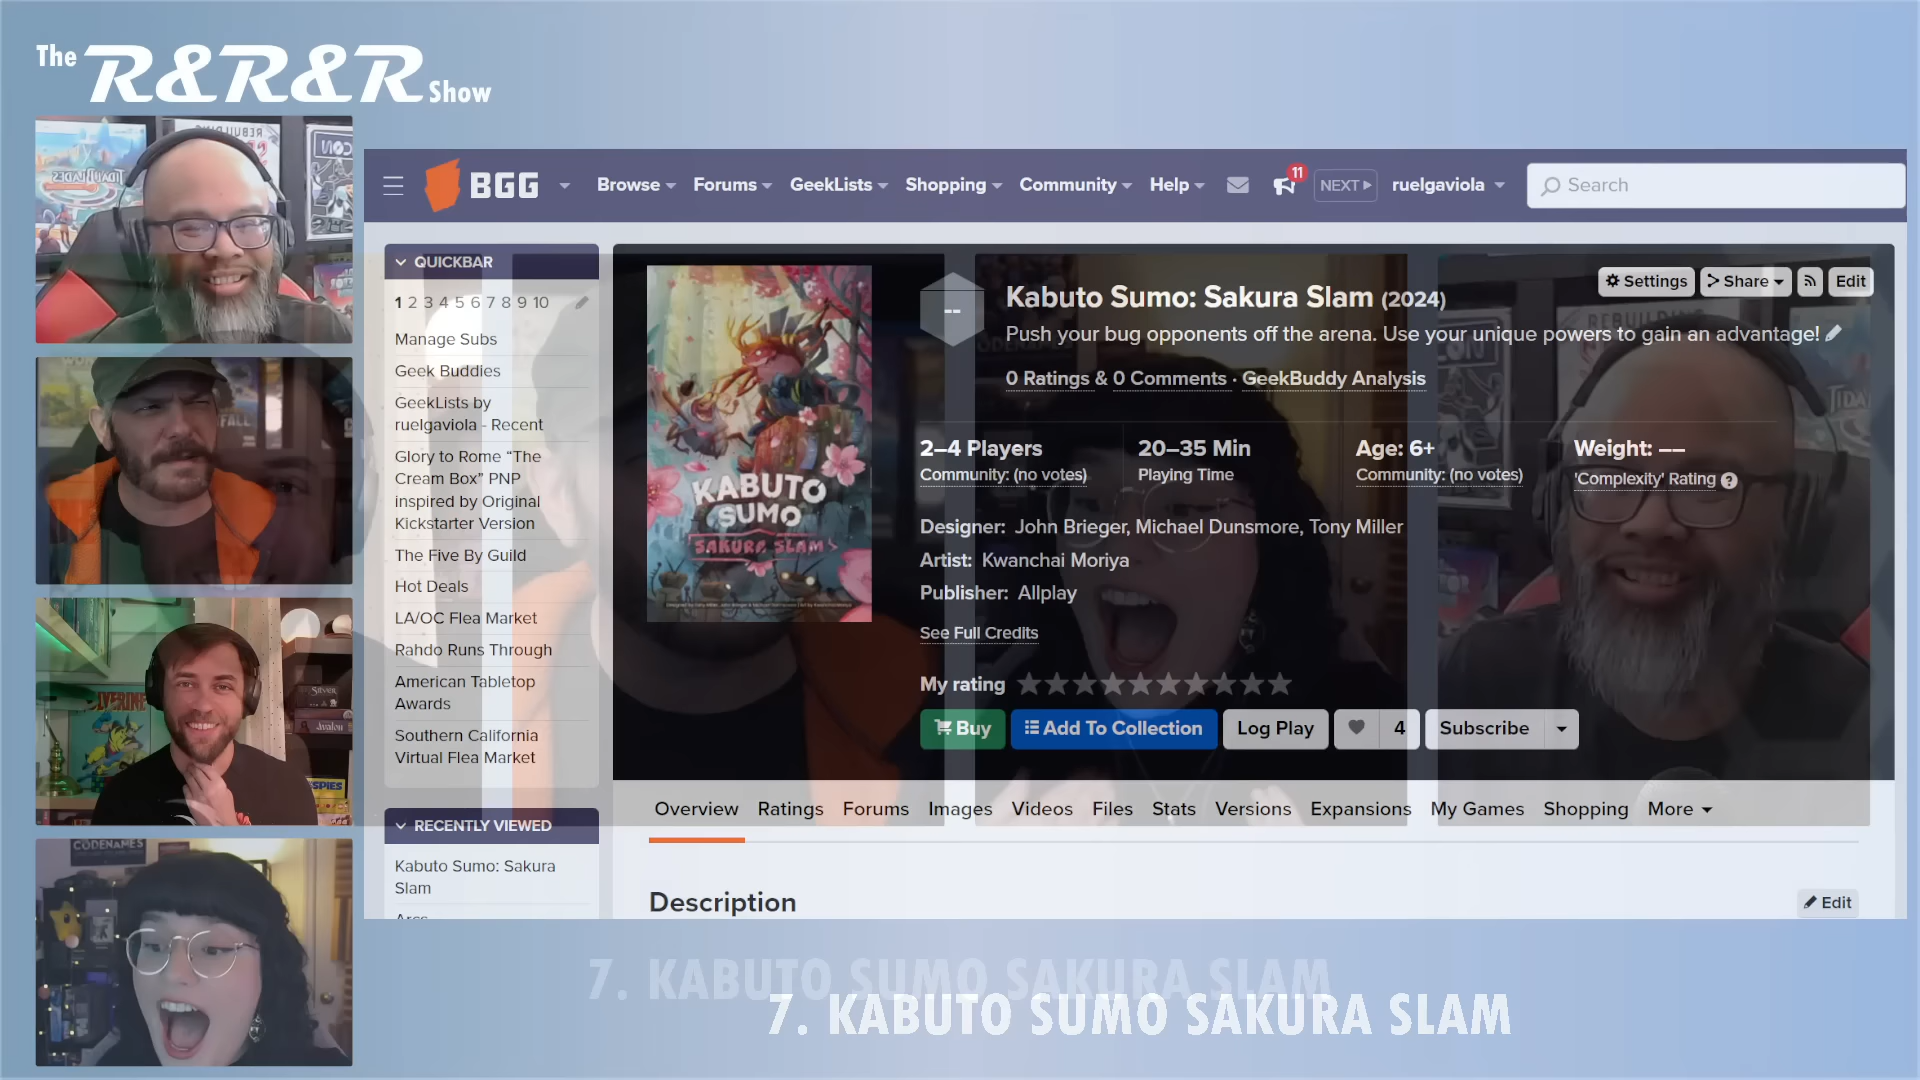 The R&R&R Show
BGG
Browse
Forums
GeekLists
Shopping
Community
Help
11
NEXT
ruelgaviola
Search
QUICKBAR
1 2 3 4 5 6 7 8 9 10
Manage Subs
Geek Buddies
GeekLists by
ruelgaviola - Recent
Glory to Rome “The
Cream Box” PNP
inspired by Original
Kickstarter Version
The Five By Guild
Hot Deals
LA/OC Flea Market
Rahdo Runs Through
American Tabletop
Awards
Southern California
Virtual Flea Market
RECENTLY VIEWED
Kabuto Sumo: Sakura
Slam
KABUTO
SUMO
SAKURA SLAM
--
Kabuto Sumo: Sakura Slam (2024)
Settings
Share
Edit
Push your bug opponents off the arena. Use your unique powers to gain an advantage!
0 Ratings & 0 Comments · GeekBuddy Analysis
2–4 Players
Community: (no votes)
20–35 Min
Playing Time
Age: 6+
Community: (no votes)
Weight: ––
'Complexity' Rating ?
Designer: John Brieger, Michael Dunsmore, Tony Miller
Artist: Kwanchai Moriya
Publisher: Allplay
See Full Credits
My rating
Buy
Add To Collection
Log Play
4
Subscribe
Overview
Ratings
Forums
Images
Videos
Files
Stats
Versions
Expansions
My Games
Shopping
More
Description
Edit
7. KABUTO SUMO SAKURA SLAM
7. KABUTO SUMO SAKURA SLAM
REBUILDING
WOLVERINE
SILVER
Avalon
SPIES
CODENAMES
FALL